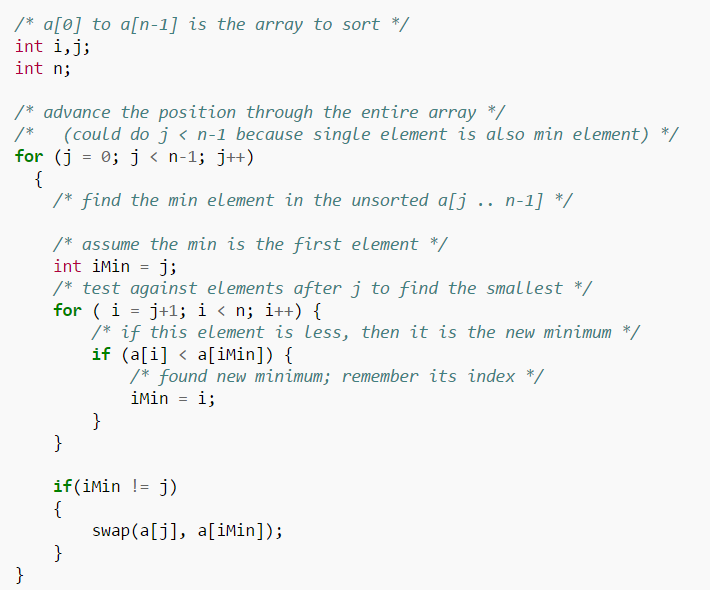 /* a[0] to a[n-1] is the array to sort */
int i,j;
int n;

/* advance the position through the entire array */
/*   (could do j < n-1 because single element is also min element) */
for (j = 0; j < n-1; j++)
  {
    /* find the min element in the unsorted a[j .. n-1] */

    /* assume the min is the first element */
    int iMin = j;
    /* test against elements after j to find the smallest */
    for ( i = j+1; i < n; i++) {
        /* if this element is less, then it is the new minimum */
        if (a[i] < a[iMin]) {
            /* found new minimum; remember its index */
            iMin = i;
        }
    }

    if(iMin != j)
    {
        swap(a[j], a[iMin]);
    }
}